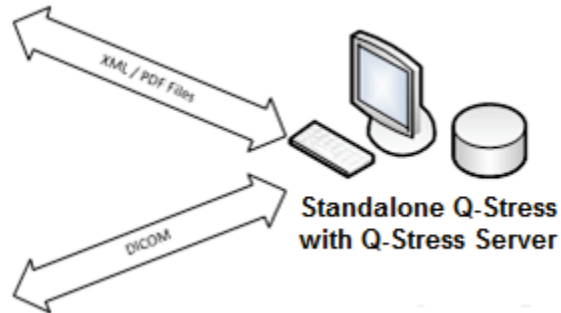 XML / PDF Files
DICOM
Standalone Q-Stress
with Q-Stress Server